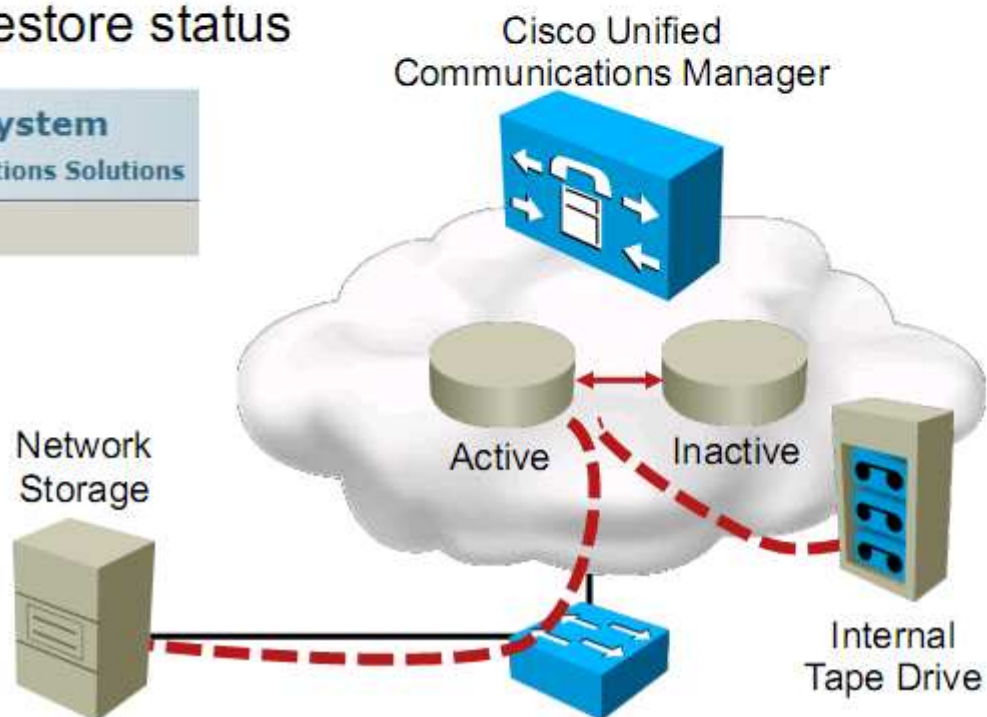 estore status
Cisco Unified
Communications Manager
ystem
tions Solutions
Active
Inactive
Network
Storage
Internal
Tape Drive